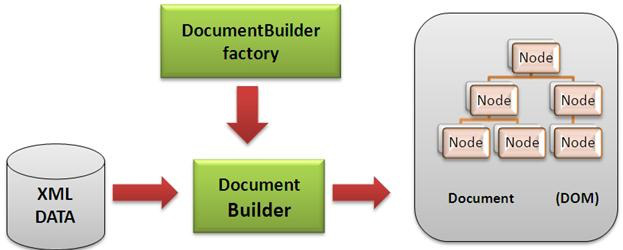 DocumentBuilder
factory
XML
DATA
Document
Builder
Node
Node
Node
Node
Node
Node
Document (DOM)